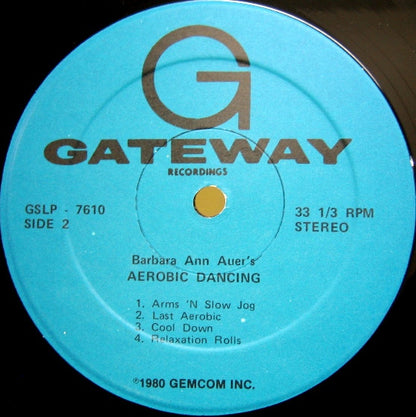 G
GATEWAY
RECORDINGS
GSLP - 7610
SIDE 2
33 1/3 RPM
STEREO
Barbara Ann Auer's
AEROBIC DANCING
1. Arms 'N Slow Jog
2. Last Aerobic
3. Cool Down
4. Relaxation Rolls
℗1980 GEMCOM INC.